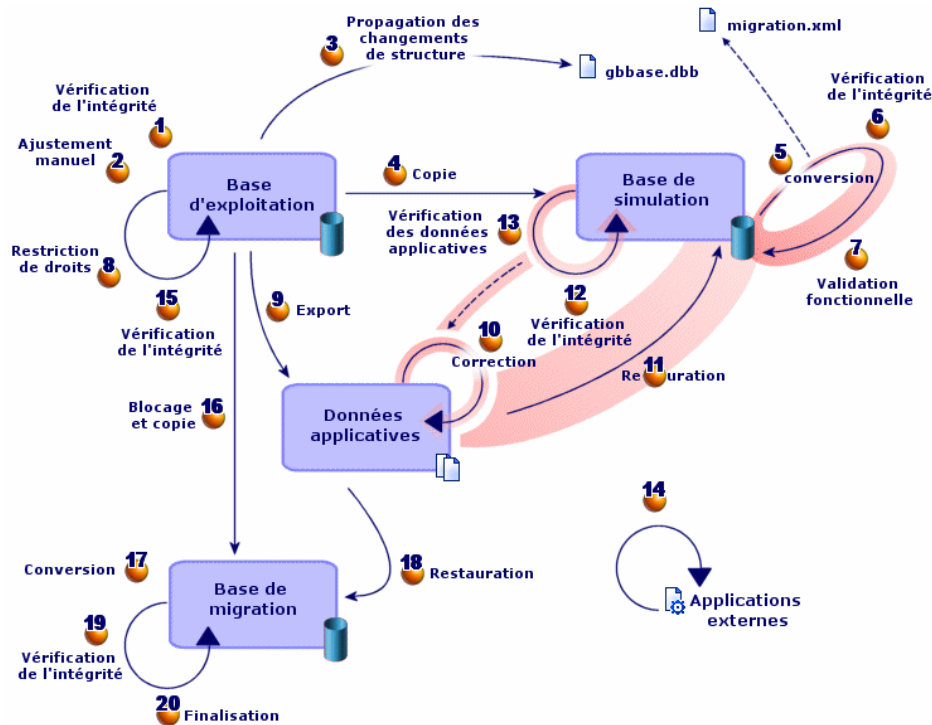 3
Propagation des
changements
de structure
gbbase.dbb
migration.xml
Vérification
de l'intégrité
1
Ajustement
manuel
2
Base
d'exploitation
4
Copie
Base de
simulation
5
conversion
Vérification
de l'intégrité
6
7
Validation
fonctionnelle
Restriction
de droits
8
15
Vérification
de l'intégrité
9
Export
Vérification
des données
applicatives
13
12
Vérification
de l'intégrité
10
Correction
11
Blocage
et copie
16
Données
applicatives
14
Applications
externes
Conversion
17
Base de
migration
18
Restauration
19
Vérification
de l'intégrité
20
Finalisation